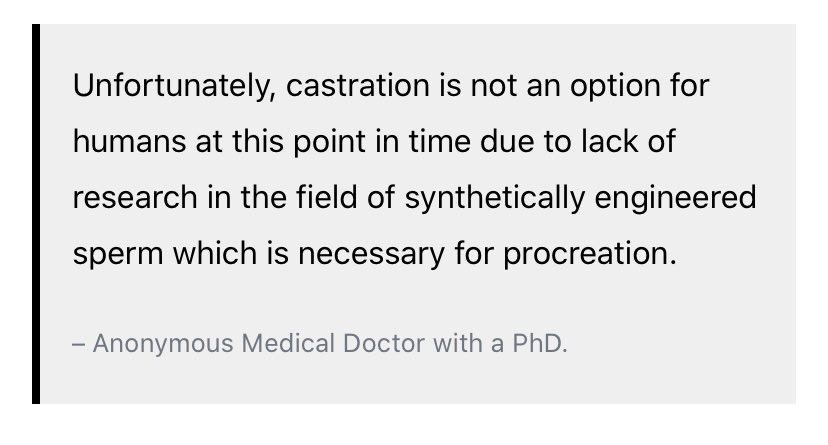 Unfortunately, castration is not an option for
humans at this point in time due to lack of
research in the field of synthetically engineered
sperm which is necessary for procreation.
– Anonymous Medical Doctor with a PhD.